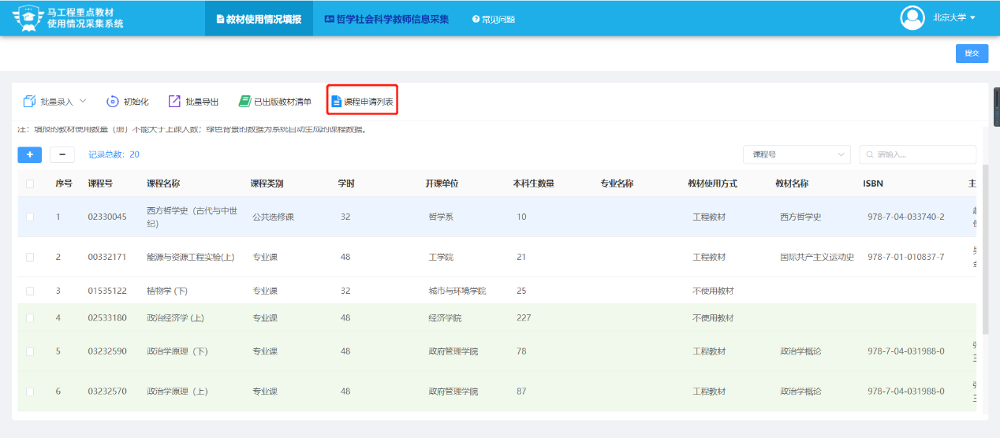 马工程重点教材
使用情况采集系统
教材使用情况填报
哲学社会科学教师信息采集
常见问题
北京大学
提交
批量录入 初始化 批量导出 已出版教材清单 课程申请列表
注：填报的教材使用数量（册）不能大于上课人数；绿色背景的数据为系统自动生成的课程数据。
+ − 记录总数：20 课程号 请输入...
序号 课程号 课程名称 课程类别 学时 开课单位 本科生数量 专业名称 教材使用方式 教材名称 ISBN 主
1 02330045 西方哲学史（古代与中世纪） 公共选修课 32 哲学系 10 工程教材 西方哲学史 978-7-04-033740-2
2 00332171 能源与资源工程实验(上) 专业课 48 工学院 21 工程教材 国际共产主义运动史 978-7-01-010837-7
3 01535122 植物学 (下) 专业课 32 城市与环境学院 25 不使用教材
4 02533180 政治经济学 (上) 专业课 48 经济学院 227 不使用教材
5 03232590 政治学原理（下） 专业课 48 政府管理学院 78 工程教材 政治学概论 978-7-04-031988-0
6 03232570 政治学原理（上） 专业课 48 政府管理学院 87 工程教材 政治学概论 978-7-04-031988-0